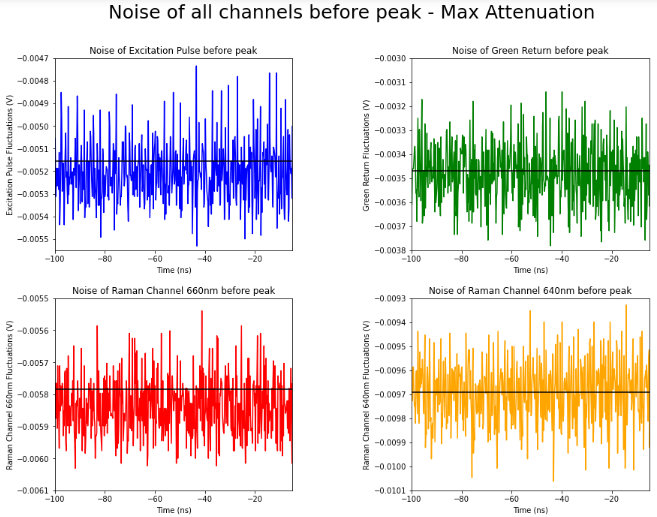 Noise of all channels before peak - Max Attenuation
Noise of Excitation Pulse before peak
Excitation Pulse Fluctuations (V)
−0.0047
−0.0048
−0.0049
−0.0050
−0.0051
−0.0052
−0.0053
−0.0054
−0.0055
−100 −80 −60 −40 −20
Time (ns)
Noise of Green Return before peak
Green Return Fluctuations (V)
−0.0030
−0.0031
−0.0032
−0.0033
−0.0034
−0.0035
−0.0036
−0.0037
−0.0038
−100 −80 −60 −40 −20
Time (ns)
Noise of Raman Channel 660nm before peak
Raman Channel 660nm Fluctuations (V)
−0.0055
−0.0056
−0.0057
−0.0058
−0.0059
−0.0060
−0.0061
−100 −80 −60 −40 −20
Time (ns)
Noise of Raman Channel 640nm before peak
Raman Channel 640nm Fluctuations (V)
−0.0093
−0.0094
−0.0095
−0.0096
−0.0097
−0.0098
−0.0099
−0.0100
−0.0101
−100 −80 −60 −40 −20
Time (ns)